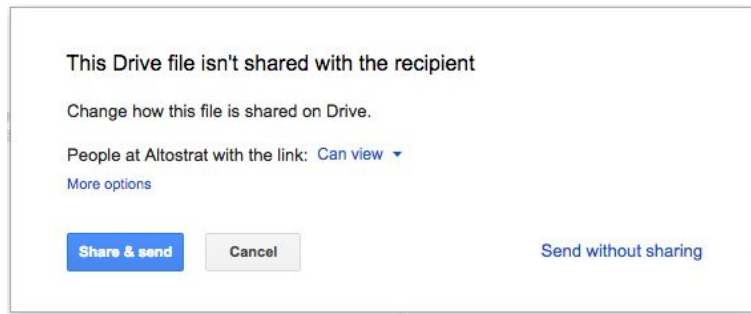 This Drive file isn't shared with the recipient
Change how this file is shared on Drive.
People at Altostrat with the link: Can view
More options
Share & send Cancel Send without sharing